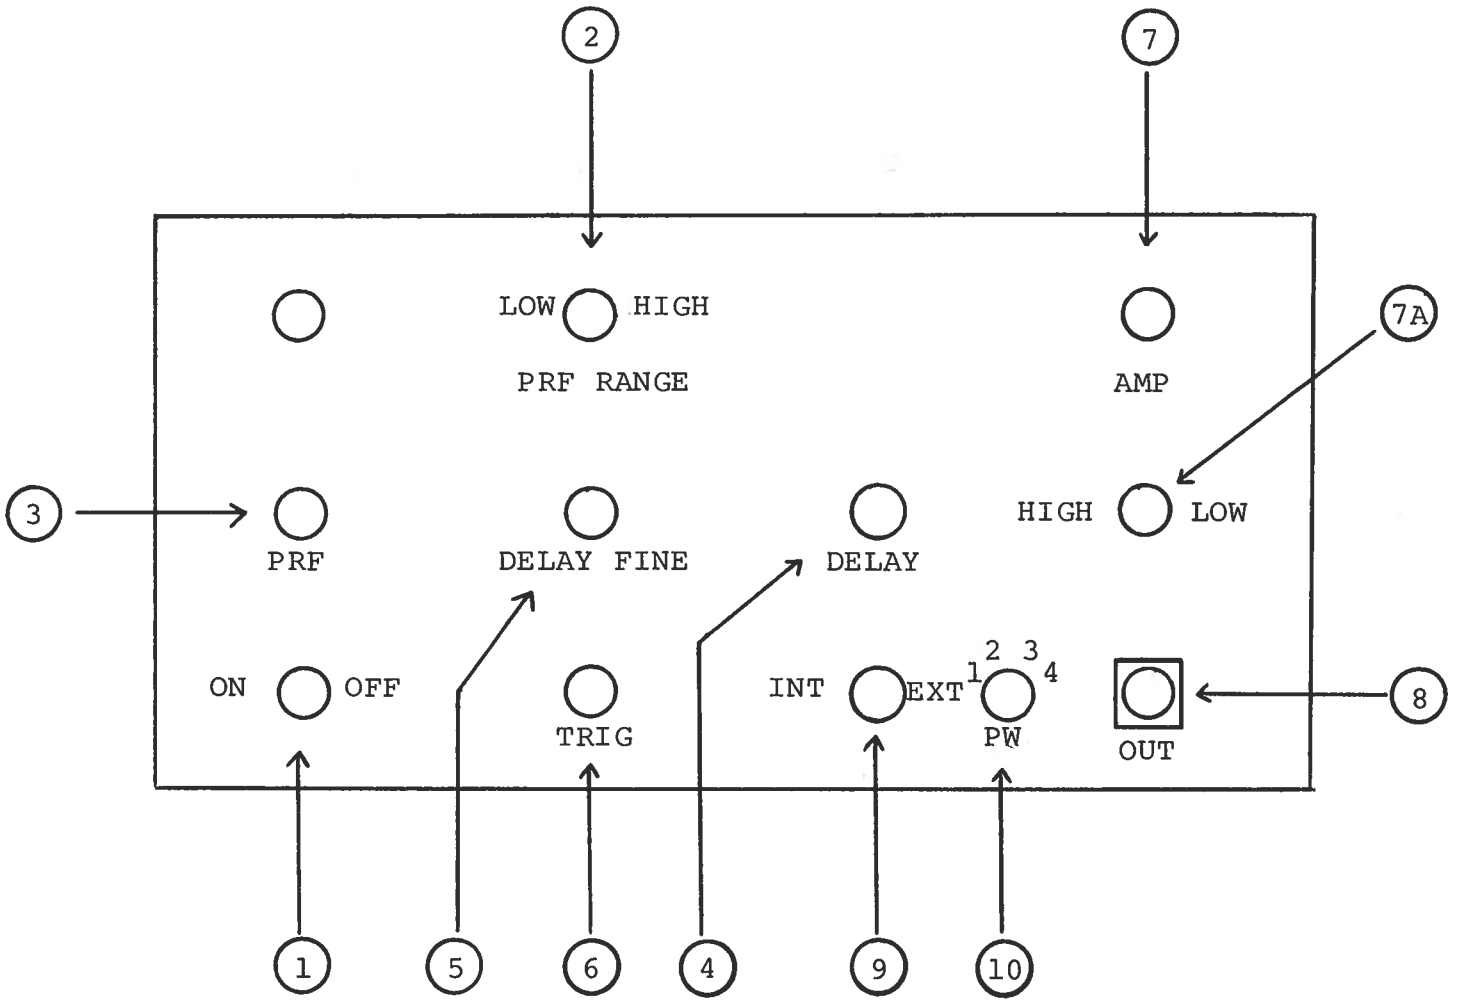 2
7
LOW HIGH
PRF RANGE
AMP
7A
3
PRF
DELAY FINE
DELAY
HIGH LOW
ON OFF
TRIG
INT EXT
1 2 3 4
PW
OUT
8
1
5
6
4
9
10